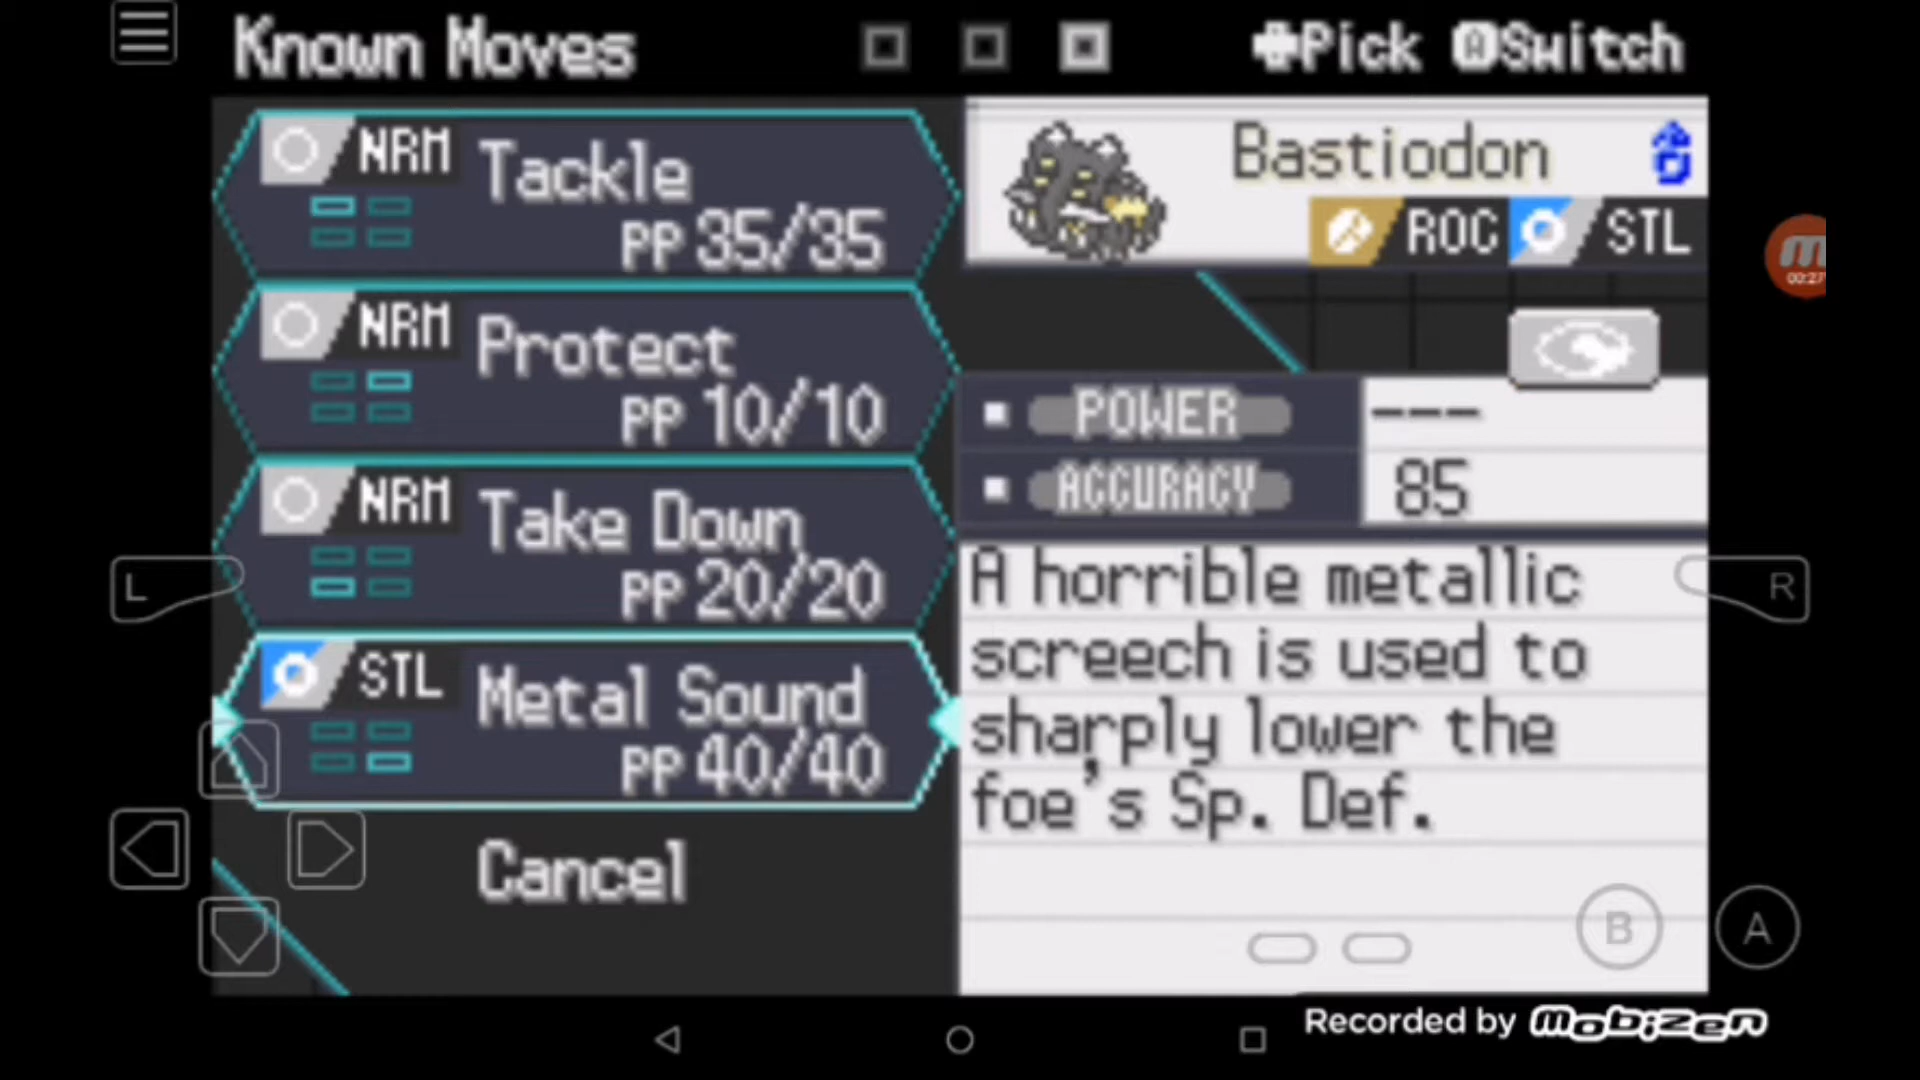 Known Moves
Pick
A Switch
NRM Tackle
PP 35/35
NRM Protect
PP 10/10
NRM Take Down
PP 20/20
STL Metal Sound
PP 40/40
Cancel
Bastiodon
ROC STL
POWER ---
ACCURACY 85
A horrible metallic
screech is used to
sharply lower the
foe's Sp. Def.
L
R
B
A
m
00:27
Recorded by mobizen